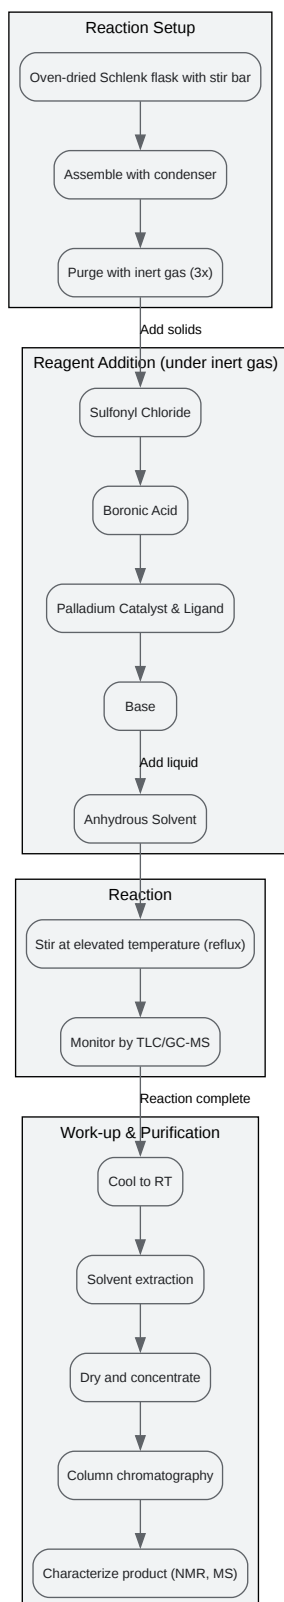 Reaction Setup
Oven-dried Schlenk flask with stir bar
Assemble with condenser
Purge with inert gas (3x)
Add solids
Reagent Addition (under inert gas)
Sulfonyl Chloride
Boronic Acid
Palladium Catalyst & Ligand
Base
Add liquid
Anhydrous Solvent
Reaction
Stir at elevated temperature (reflux)
Monitor by TLC/GC-MS
Reaction complete
Work-up & Purification
Cool to RT
Solvent extraction
Dry and concentrate
Column chromatography
Characterize product (NMR, MS)